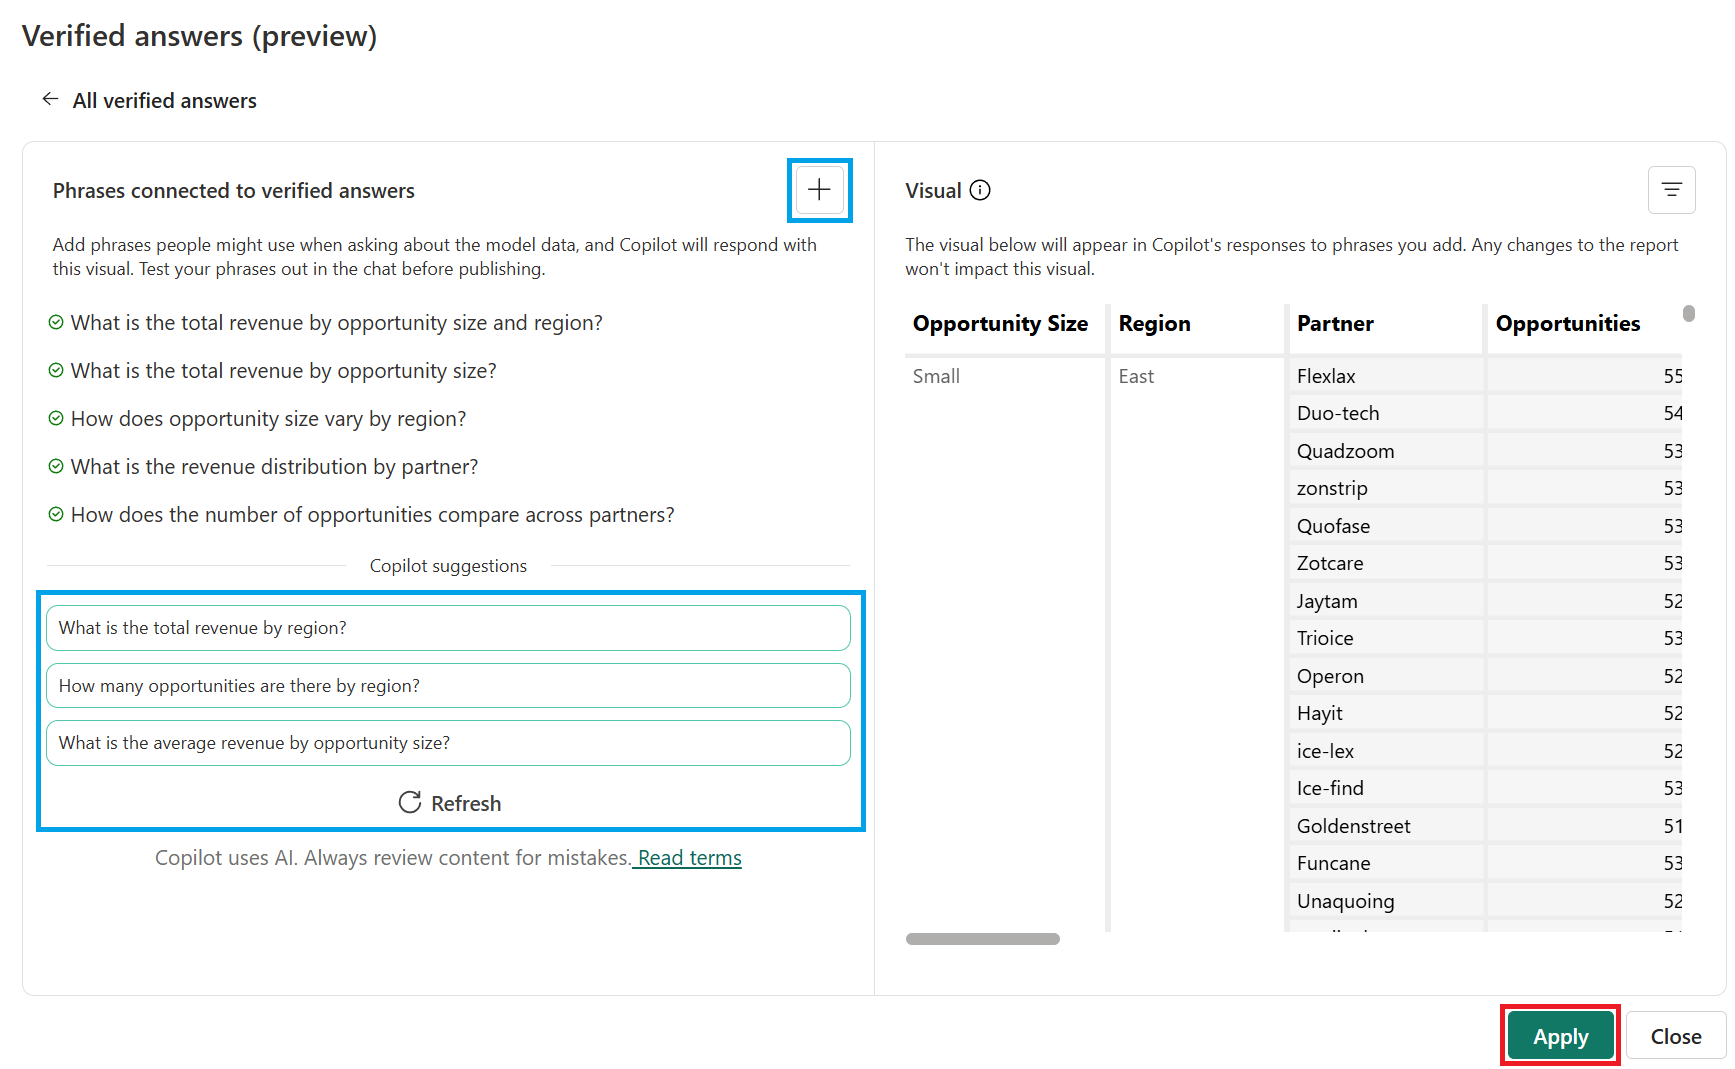 Verified answers (preview)
All verified answers
Phrases connected to verified answers
Add phrases people might use when asking about the model data, and Copilot will respond with
this visual. Test your phrases out in the chat before publishing.
What is the total revenue by opportunity size and region?
What is the total revenue by opportunity size?
How does opportunity size vary by region?
What is the revenue distribution by partner?
How does the number of opportunities compare across partners?
Copilot suggestions
What is the total revenue by region?
How many opportunities are there by region?
What is the average revenue by opportunity size?
Refresh
Copilot uses AI. Always review content for mistakes. Read terms
Visual
The visual below will appear in Copilot's responses to phrases you add. Any changes to the report
won't impact this visual.
Opportunity Size Region Partner Opportunities
Small East Flexlax 55
Duo-tech 54
Quadzoom 53
zonstrip 53
Quofase 53
Zotcare 53
Jaytam 52
Trioice 53
Operon 52
Hayit 52
ice-lex 52
Ice-find 53
Goldenstreet 51
Funcane 53
Unaquoing 52
Apply
Close